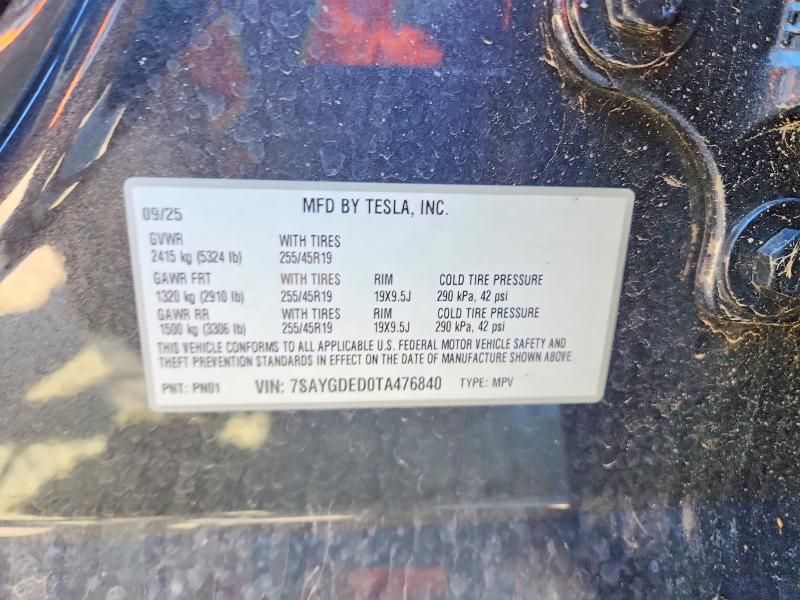 MFD BY TESLA, INC.
09/25
GVWR WITH TIRES
2415 kg (5324 lb) 255/45R19
GAWR FRT WITH TIRES RIM COLD TIRE PRESSURE
1320 kg (2910 lb) 255/45R19 19X9.5J 290 kPa, 42 psi
GAWR RR WITH TIRES RIM COLD TIRE PRESSURE
1500 kg (3306 lb) 255/45R19 19X9.5J 290 kPa, 42 psi
THIS VEHICLE CONFORMS TO ALL APPLICABLE U.S. FEDERAL MOTOR VEHICLE SAFETY AND
THEFT PREVENTION STANDARDS IN EFFECT ON THE DATE OF MANUFACTURE SHOWN ABOVE.
PNT: PN01 VIN: 7SAYGDED0TA476840 TYPE: MPV